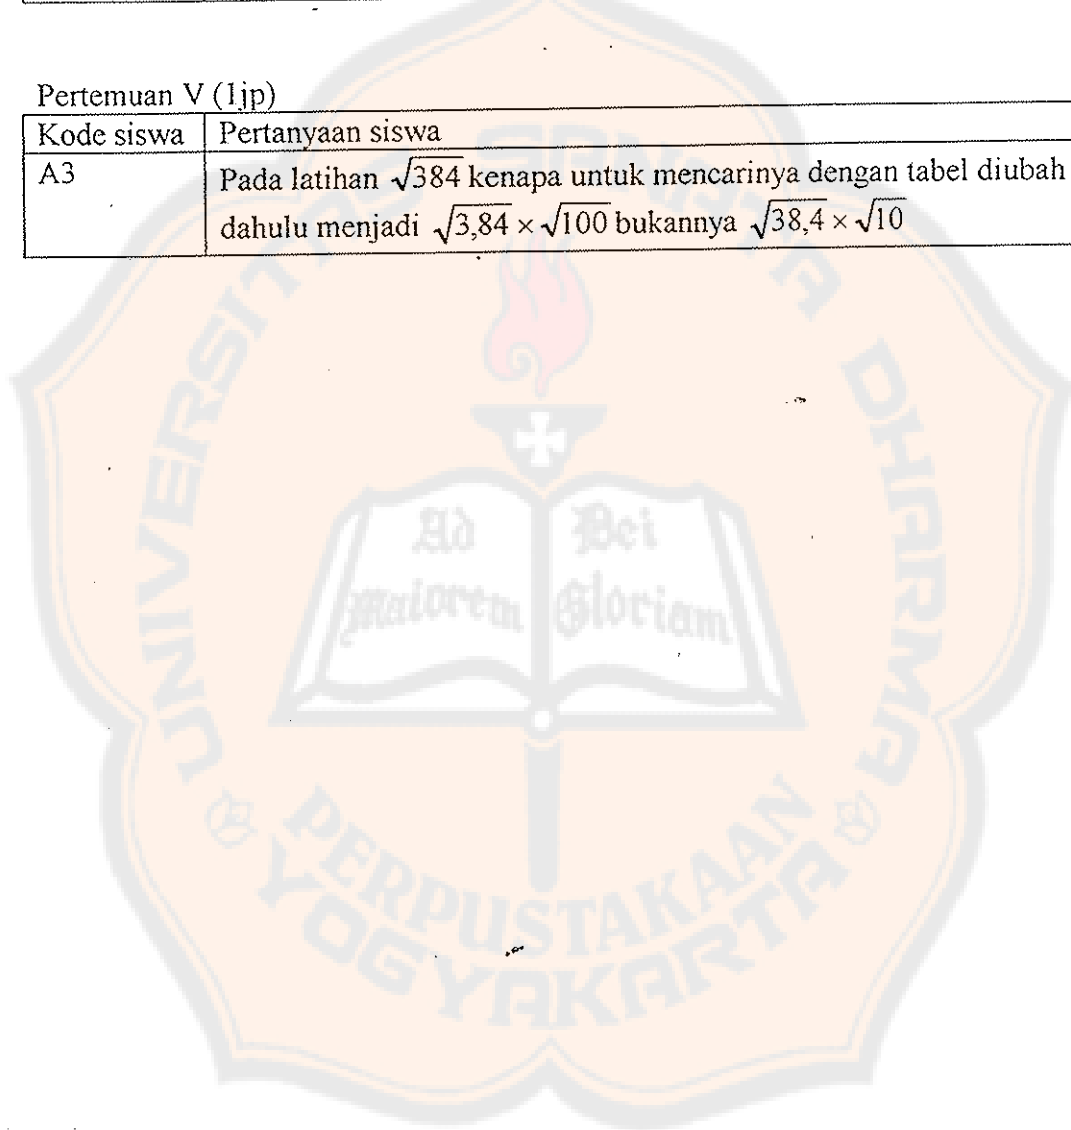 Pertemuan V (1jp)
Kode siswa Pertanyaan siswa
A3 Pada latihan √384 kenapa untuk mencarinya dengan tabel diubah
dahulu menjadi √3,84 × √100 bukannya √38,4 × √10
UNIVERSITAS SANATA DHARMA
Ad Dei
Maiorem Gloriam
PERPUSTAKAAN
YOGYAKARTA